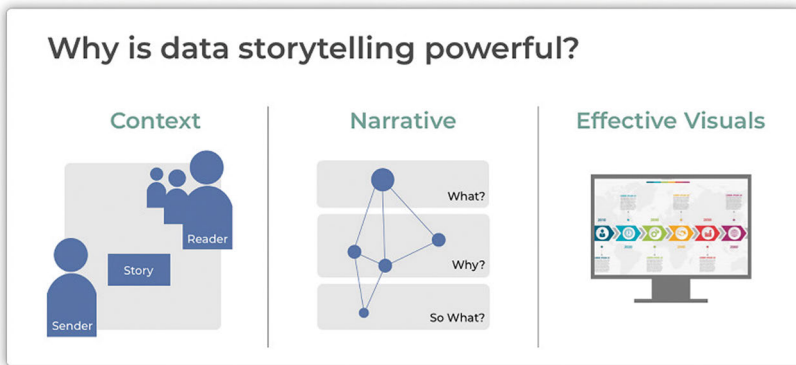 Why is data storytelling powerful?
Context
Narrative
Effective Visuals
Reader
Story
Sender
What?
Why?
So What?